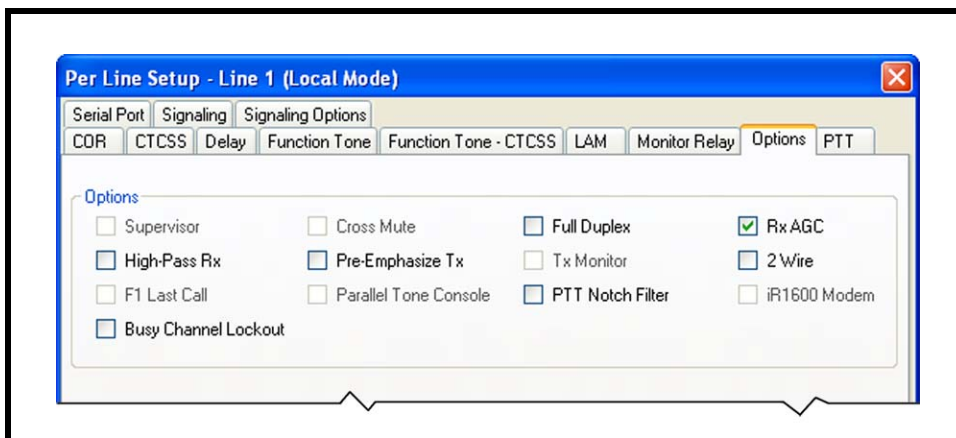 Per Line Setup - Line 1 (Local Mode)
Serial Port Signaling Signaling Options
COR CTCSS Delay Function Tone Function Tone - CTCSS LAM Monitor Relay Options PTT
Options
Supervisor Cross Mute Full Duplex Rx AGC
High-Pass Rx Pre-Emphasize Tx Tx Monitor 2 Wire
F1 Last Call Parallel Tone Console PTT Notch Filter iR1600 Modem
Busy Channel Lockout